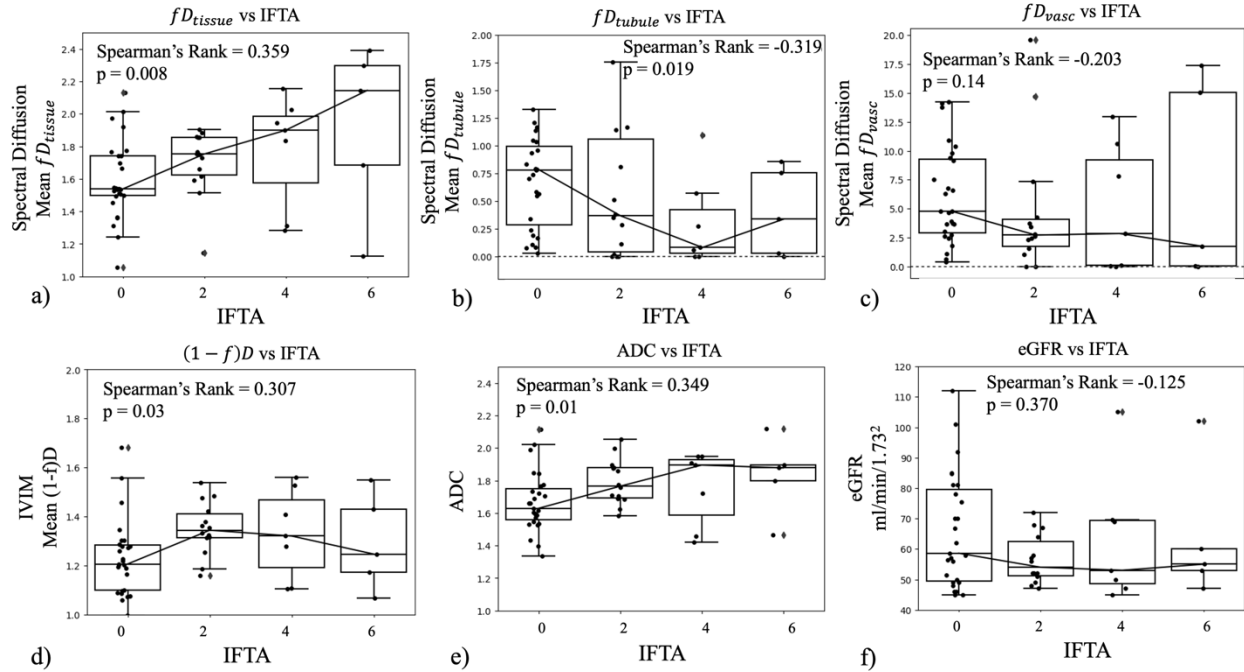 fD_tissue vs IFTA
Spearman's Rank = 0.359
p = 0.008
Spectral Diffusion
Mean fD_tissue
2.4
2.2
2.0
1.8
1.6
1.4
1.2
1.0
0 2 4 6
IFTA
a)
fD_tubule vs IFTA
Spearman's Rank = -0.319
p = 0.019
Spectral Diffusion
Mean fD_tubule
2.00
1.75
1.50
1.25
1.00
0.75
0.50
0.25
0.00
0 2 4 6
IFTA
b)
fD_vasc vs IFTA
Spearman's Rank = -0.203
p = 0.14
Spectral Diffusion
Mean fD_vasc
20.0
17.5
15.0
12.5
10.0
7.5
5.0
2.5
0.0
0 2 4 6
IFTA
c)
(1 − f)D vs IFTA
Spearman's Rank = 0.307
p = 0.03
IVIM
Mean (1-f)D
2.0
1.8
1.6
1.4
1.2
1.0
0 2 4 6
IFTA
d)
ADC vs IFTA
Spearman's Rank = 0.349
p = 0.01
ADC
2.4
2.2
2.0
1.8
1.6
1.4
1.2
1.0
0 2 4 6
IFTA
e)
eGFR vs IFTA
Spearman's Rank = -0.125
p = 0.370
eGFR
ml/min/1.73²
120
110
100
90
80
70
60
50
40
0 2 4 6
IFTA
f)